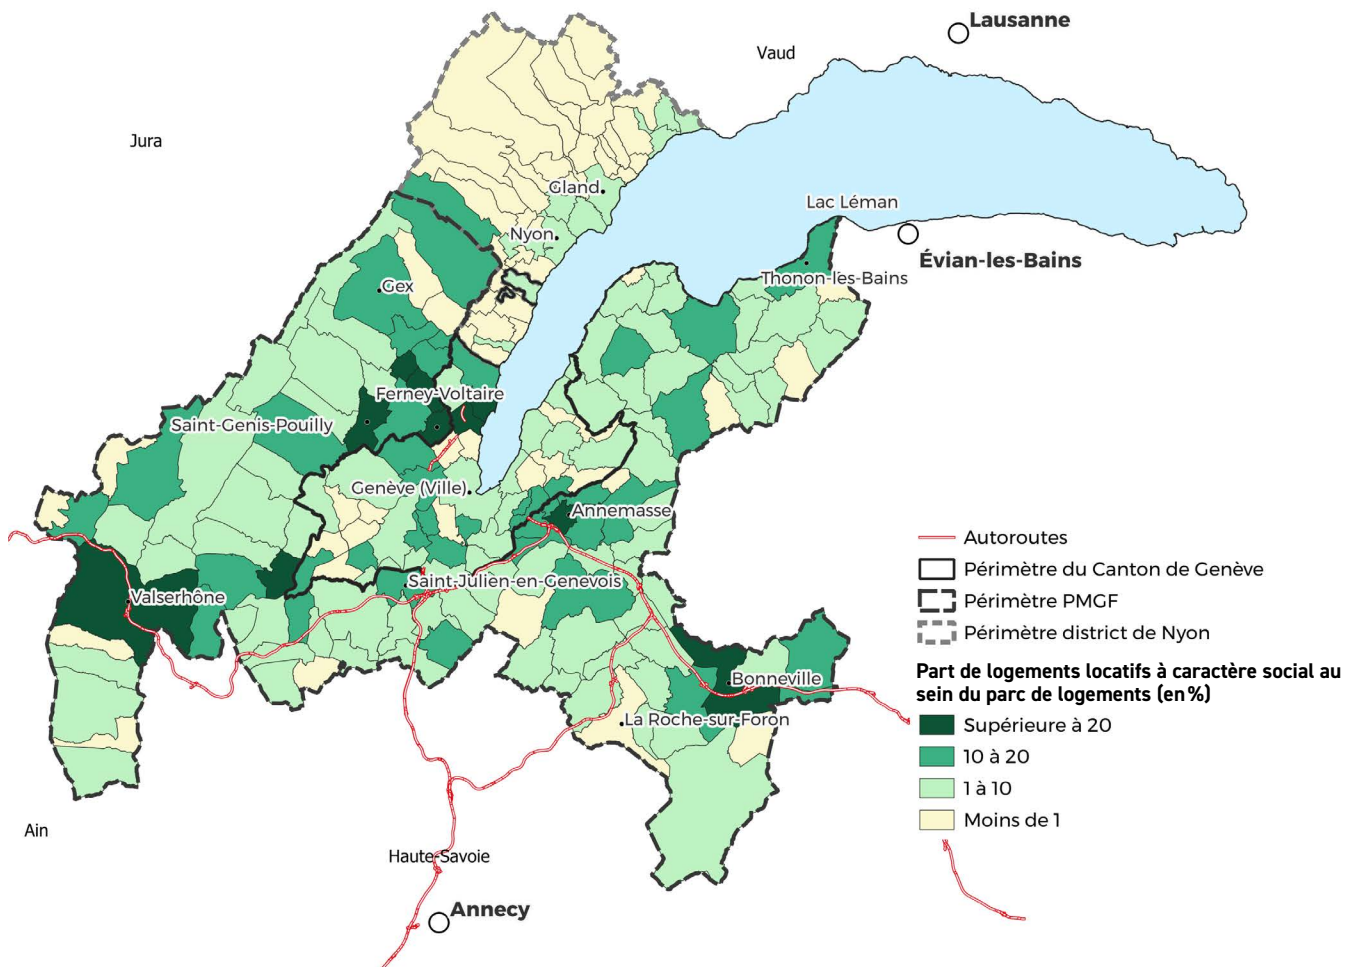 Lausanne
Vaud
Jura
Gland
Lac Léman
Nyon
Évian-les-Bains
Thonon-les-Bains
Gex
Ferney-Voltaire
Saint-Genis-Pouilly
Genève (Ville)
Annemasse
Saint-Julien-en-Genevois
Valserhône
Bonneville
La Roche-sur-Foron
Ain
Haute-Savoie
Annecy
Autoroutes
Périmètre du Canton de Genève
Périmètre PMGF
Périmètre district de Nyon
Part de logements locatifs à caractère social au
sein du parc de logements (en %)
Supérieure à 20
10 à 20
1 à 10
Moins de 1